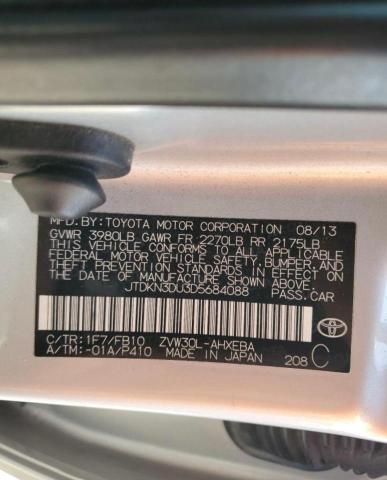 MFD.BY:TOYOTA MOTOR CORPORATION 08/13
GVWR 3980LB GAWR FR 2270LB RR 2175LB
THIS VEHICLE CONFORMS TO ALL APPLICABLE
FEDERAL MOTOR VEHICLE SAFETY, BUMPER, AND
THEFT PREVENTION STANDARDS IN EFFECT ON
THE DATE OF MANUFACTURE SHOWN ABOVE.
JTDKN3DU3D5684088 PASS.CAR
C/TR:1F7/FB10 ZVW30L-AHXEBA
A/TM:-01A/P410 MADE IN JAPAN 208 C